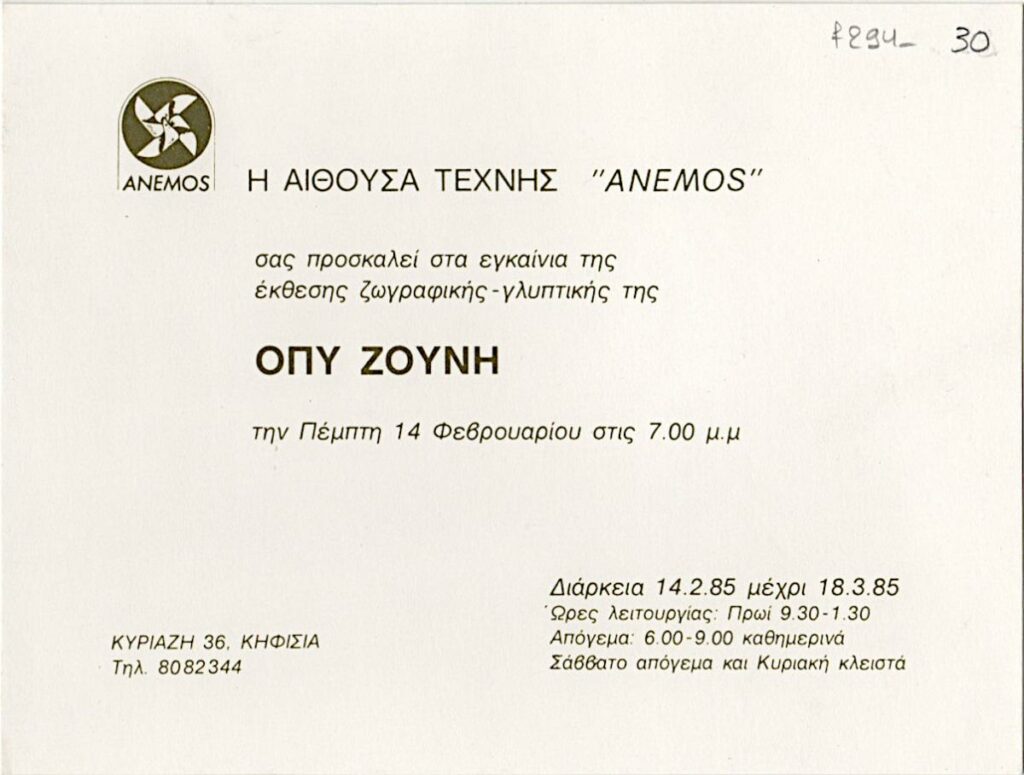 30
ANEMOS
Η ΑΙΘΟΥΣΑ ΤΕΧΝΗΣ "ANEMOS"
σας προσκαλεί στα εγκαίνια της
έκθεσης ζωγραφικής-γλυπτικής της
ΟΠΥ ΖΟΥΝΗ
την Πέμπτη 14 Φεβρουαρίου στις 7.00 μ.μ
Διάρκεια 14.2.85 μέχρι 18.3.85
Ώρες λειτουργίας: Πρωί 9.30-1.30
Απόγεμα: 6.00-9.00 καθημερινά
Σάββατο απόγεμα και Κυριακή κλειστά
ΚΥΡΙΑΖΗ 36, ΚΗΦΙΣΙΑ
Τηλ. 8082344